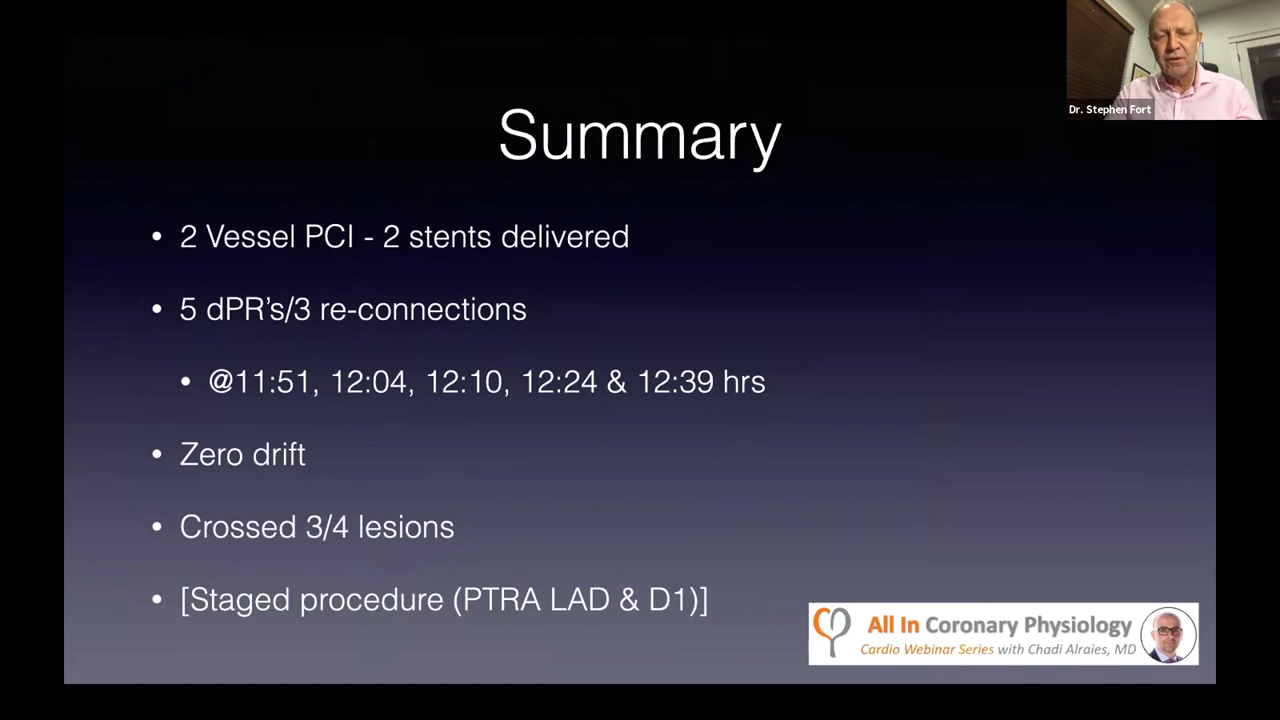 Dr. Stephen Fort
Summary
• 2 Vessel PCI - 2 stents delivered
• 5 dPR’s/3 re-connections
• @11:51, 12:04, 12:10, 12:24 & 12:39 hrs
• Zero drift
• Crossed 3/4 lesions
• [Staged procedure (PTRA LAD & D1)]
All In Coronary Physiology
Cardio Webinar Series with Chadi Alraies, MD